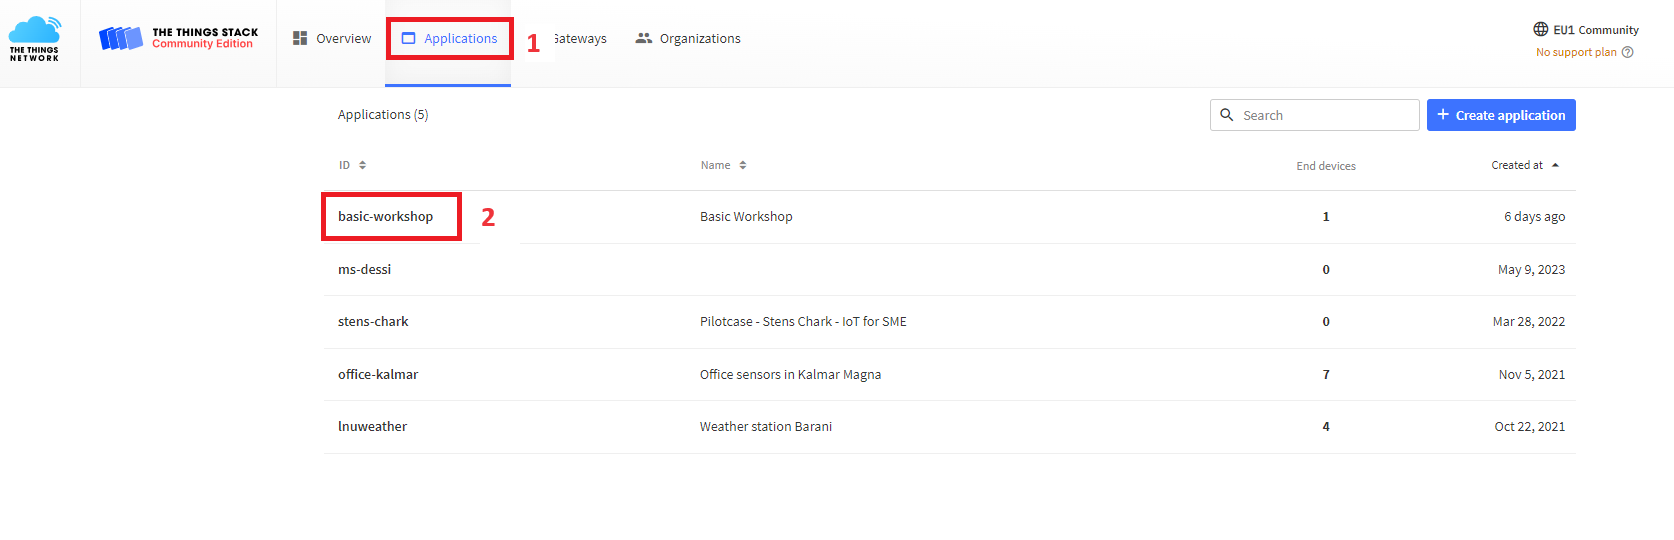 THE THINGS
NETWORK
THE THINGS STACK
Community Edition
Overview
Applications
1
Gateways
Organizations
EU1 Community
No support plan
Applications (5)
Search
+ Create application
ID Name End devices Created at
basic-workshop 2 Basic Workshop 1 6 days ago
ms-dessi 0 May 9, 2023
stens-chark Pilotcase - Stens Chark - IoT for SME 0 Mar 28, 2022
office-kalmar Office sensors in Kalmar Magna 7 Nov 5, 2021
lnuweather Weather station Barani 4 Oct 22, 2021